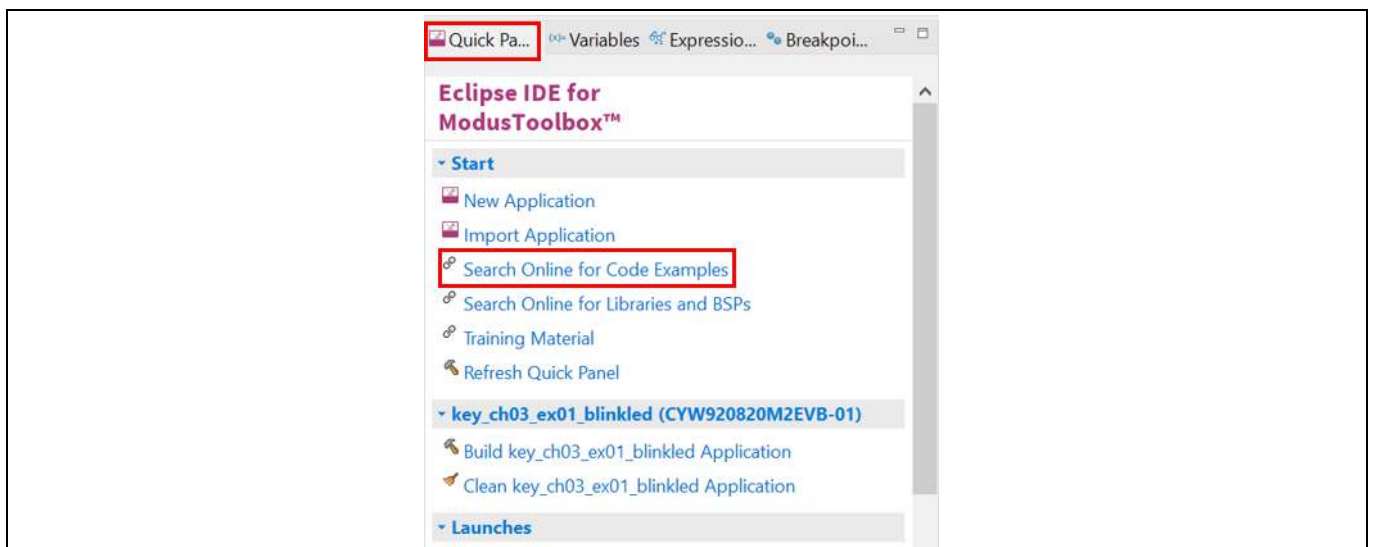 Quick Pa... (x)= Variables Expressio... Breakpoi...
Eclipse IDE for
ModusToolbox™
Start
New Application
Import Application
Search Online for Code Examples
Search Online for Libraries and BSPs
Training Material
Refresh Quick Panel
key_ch03_ex01_blinkled (CYW920820M2EVB-01)
Build key_ch03_ex01_blinkled Application
Clean key_ch03_ex01_blinkled Application
Launches